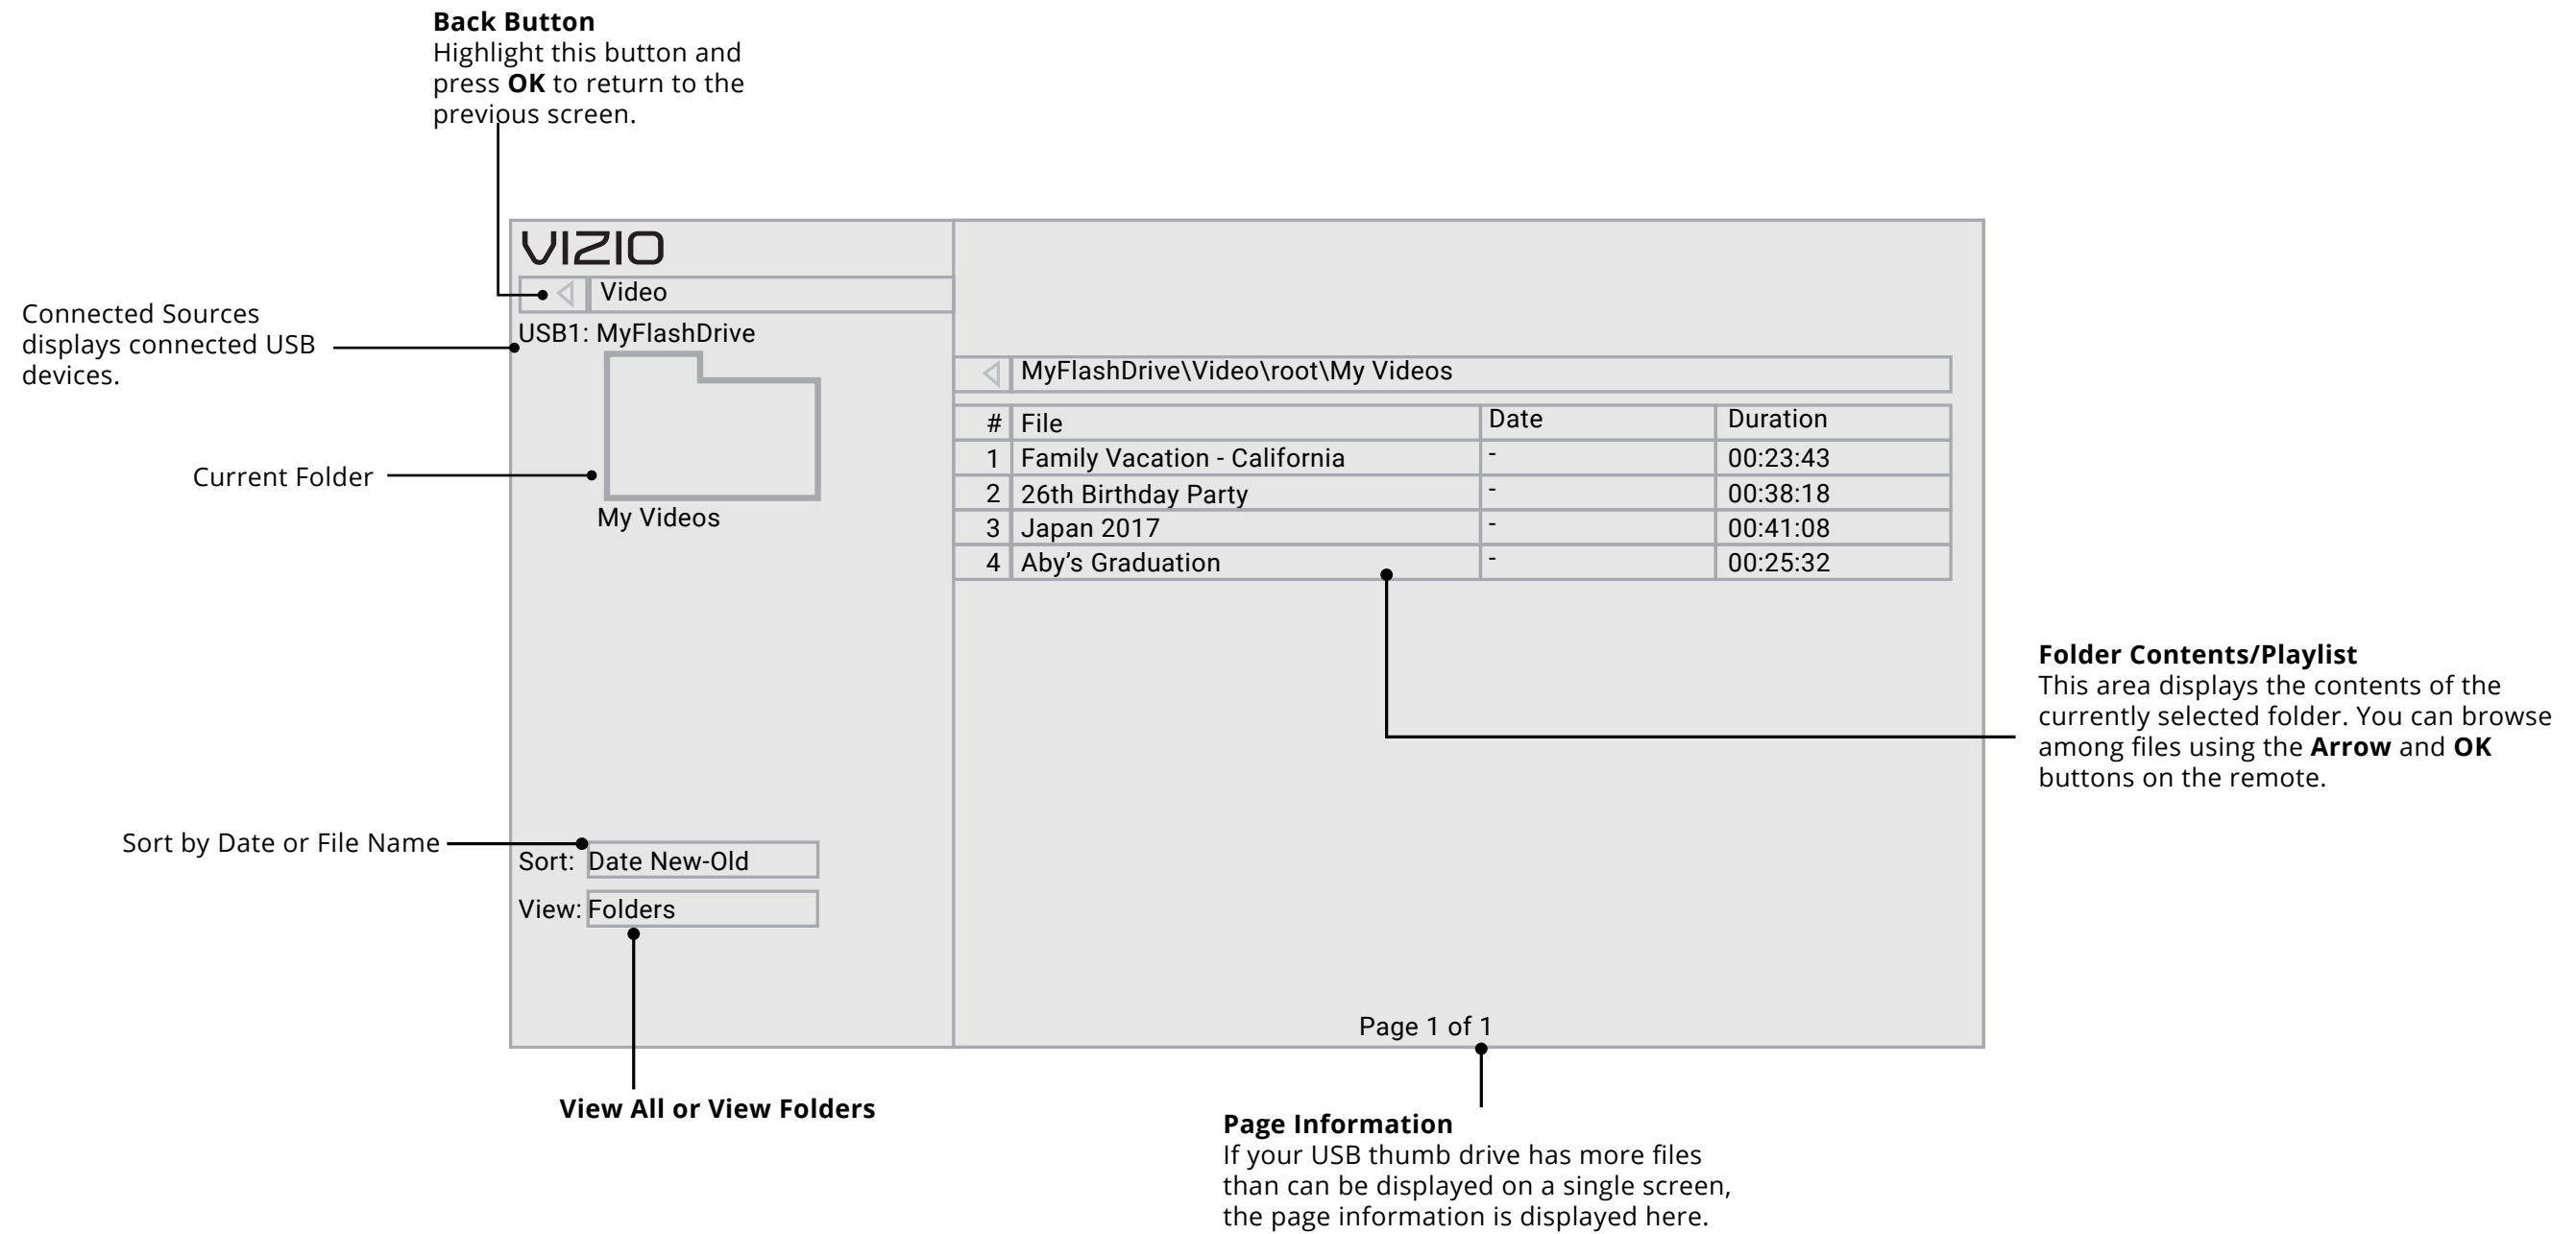 Back Button
Highlight this button and
press OK to return to the
previous screen.
VIZIO
Video
Connected Sources
displays connected USB
devices.
USB1: MyFlashDrive
Current Folder
My Videos
MyFlashDrive\Video\root\My Videos
# File Date Duration
1 Family Vacation - California - 00:23:43
2 26th Birthday Party - 00:38:18
3 Japan 2017 - 00:41:08
4 Aby’s Graduation - 00:25:32
Folder Contents/Playlist
This area displays the contents of the
currently selected folder. You can browse
among files using the Arrow and OK
buttons on the remote.
Sort by Date or File Name
Sort: Date New-Old
View: Folders
Page 1 of 1
View All or View Folders
Page Information
If your USB thumb drive has more files
than can be displayed on a single screen,
the page information is displayed here.